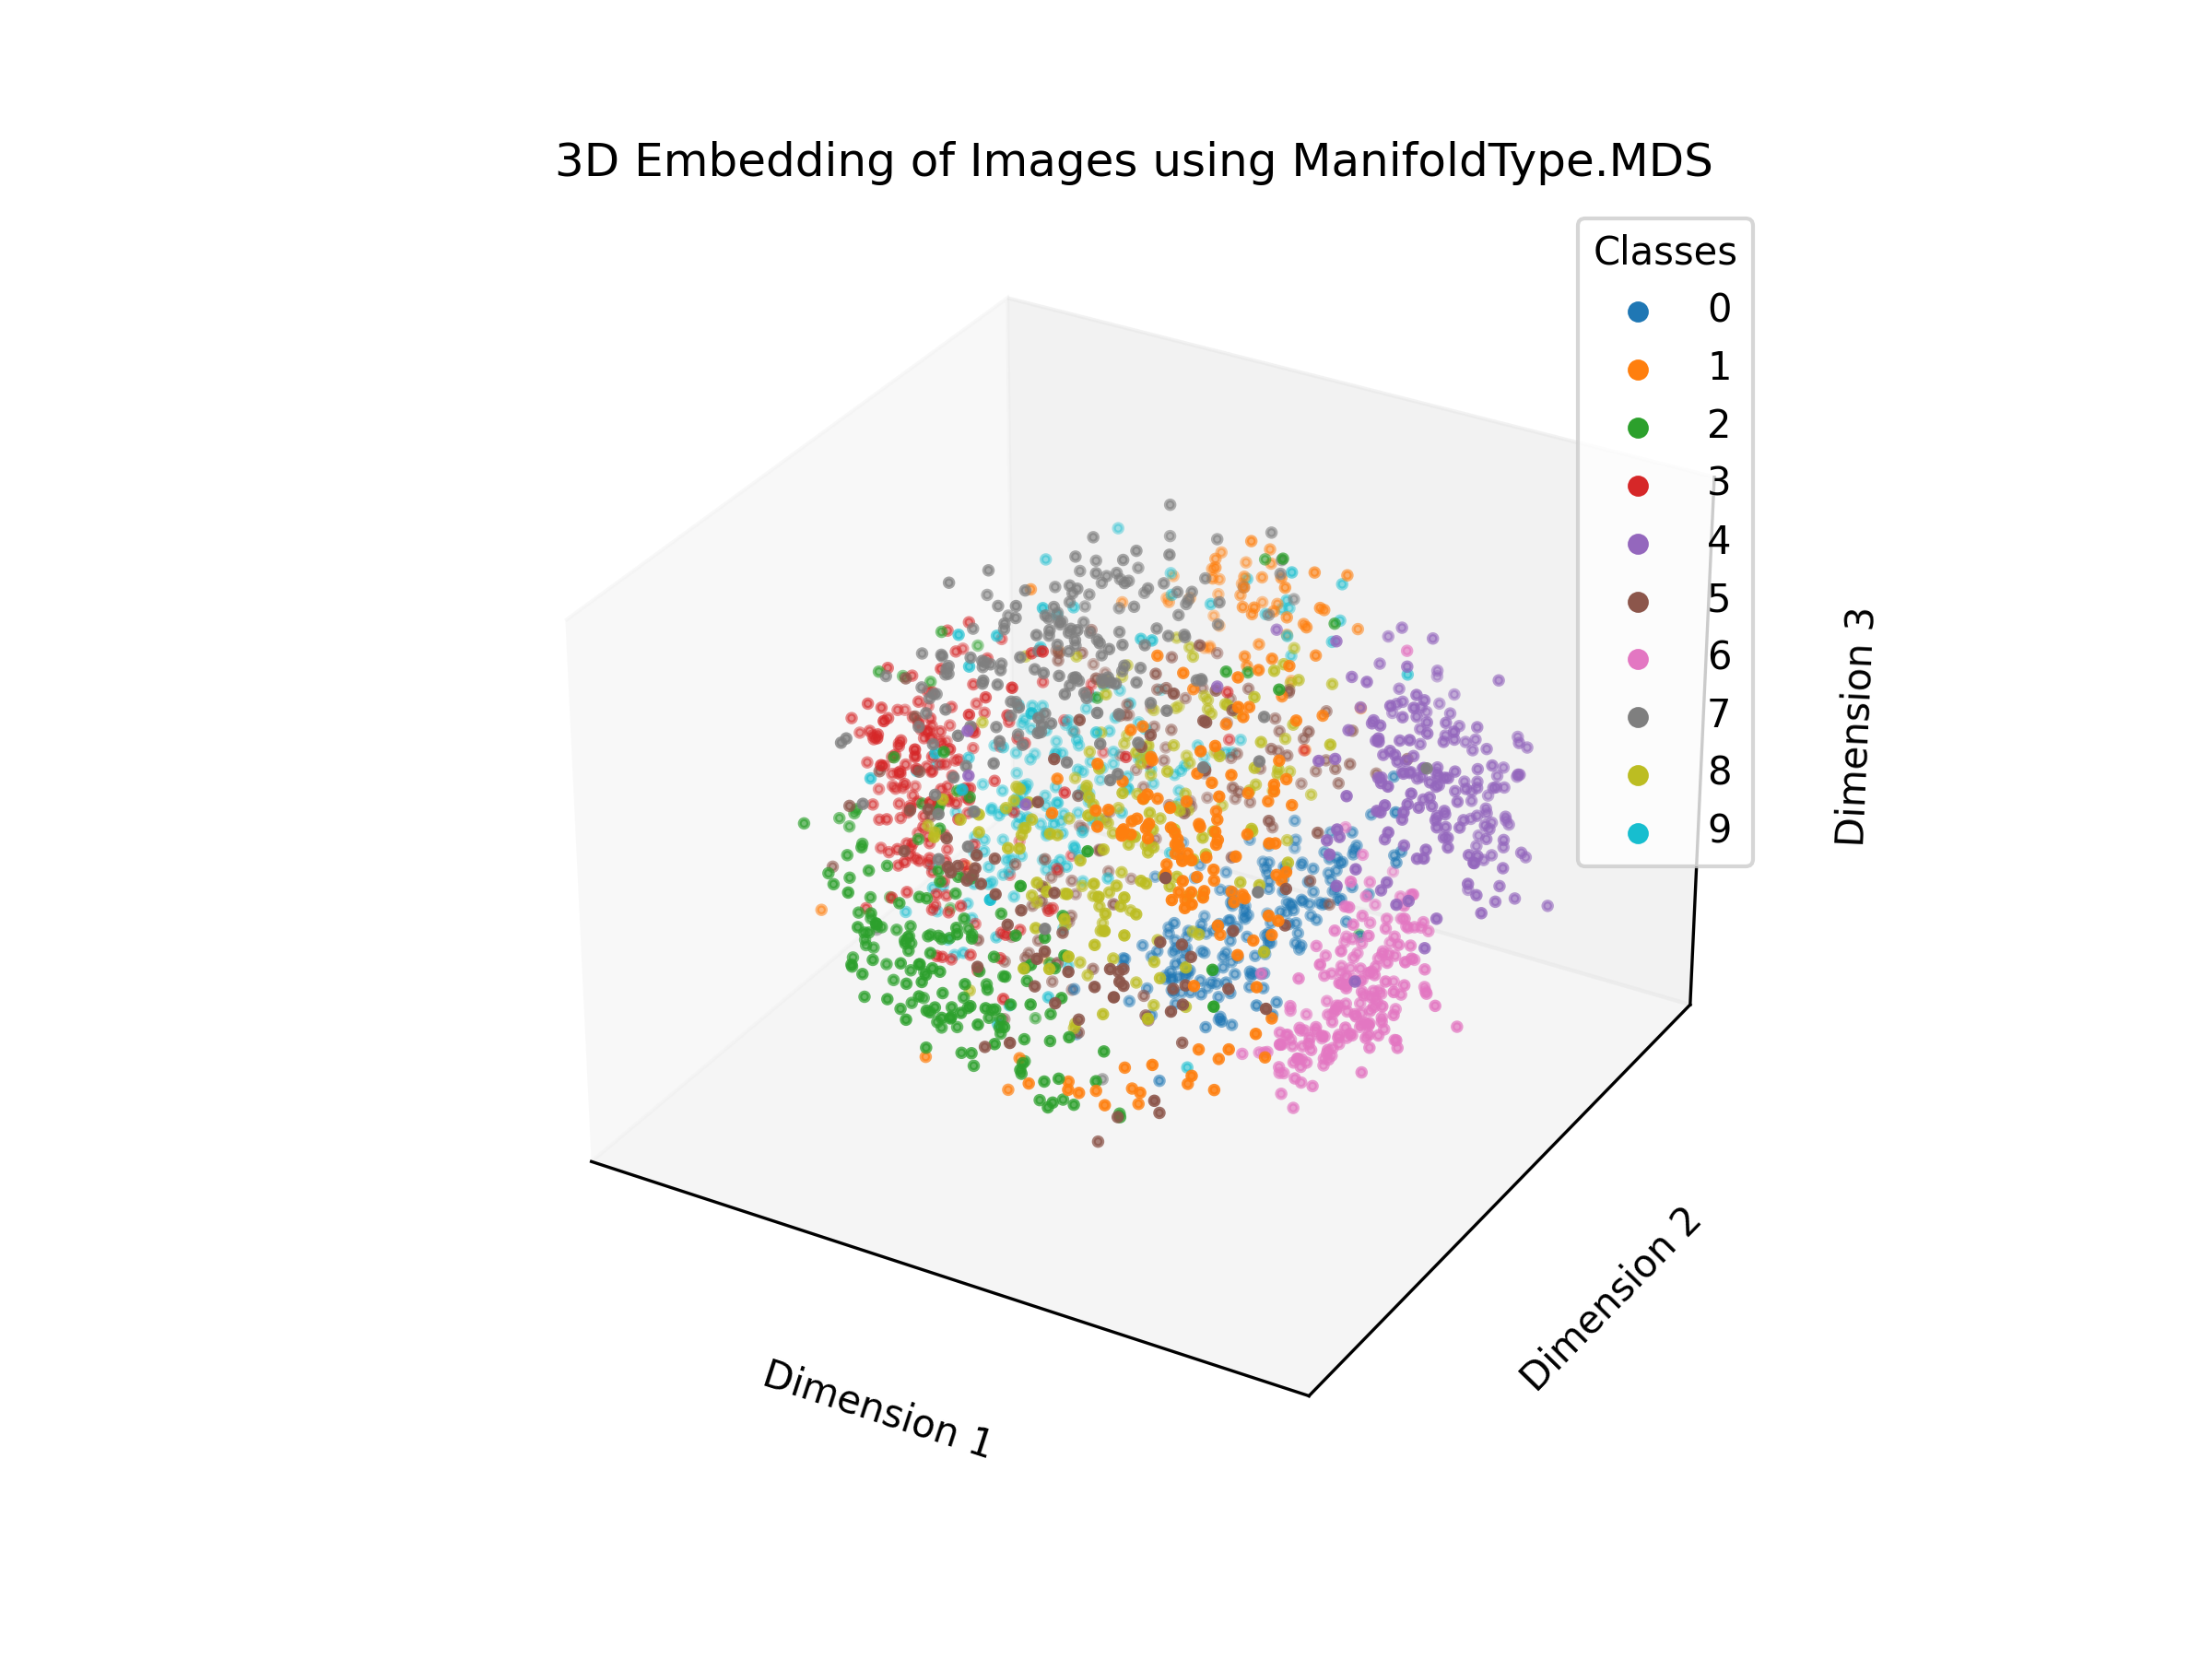 3D Embedding of Images using ManifoldType.MDS
Classes
0
1
2
3
4
5
6
7
8
9
Dimension 3
Dimension 2
Dimension 1